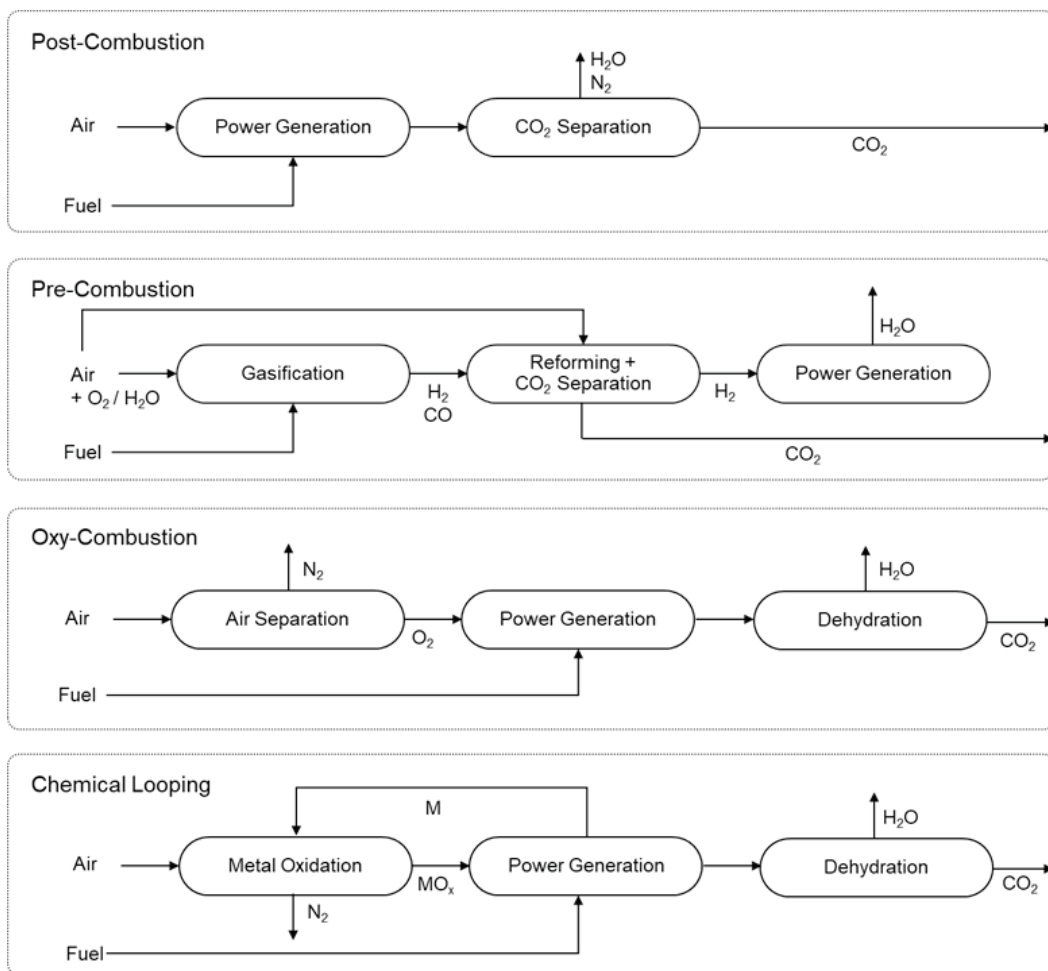 Post-Combustion
H₂O
N₂
Air
Power Generation
CO₂ Separation
CO₂
Fuel
Pre-Combustion
H₂O
Air
+ O₂ / H₂O
Gasification
H₂
CO
Reforming +
CO₂ Separation
H₂
Power Generation
Fuel
CO₂
Oxy-Combustion
N₂
H₂O
Air
Air Separation
O₂
Power Generation
Dehydration
CO₂
Fuel
Chemical Looping
M
H₂O
Air
Metal Oxidation
MOₓ
Power Generation
Dehydration
CO₂
N₂
Fuel